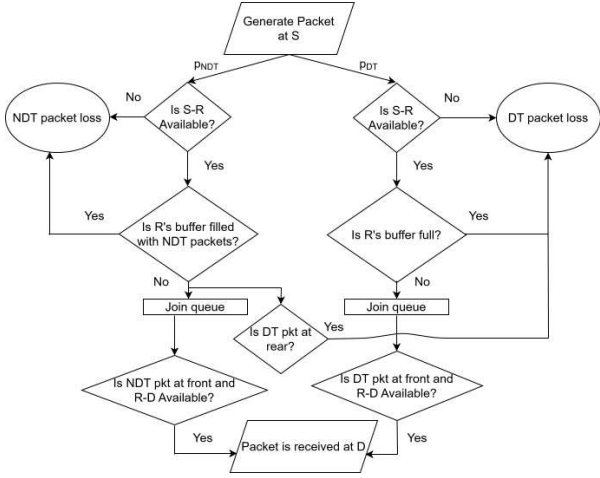 Generate Packet
at S
pNDT
pDT
No
Is S-R
Available?
NDT packet loss
Is S-R
Available?
No
DT packet loss
Yes
Yes
Yes
Is R's buffer filled
with NDT packets?
Is R's buffer full?
Yes
No
No
Join queue
Join queue
Is DT pkt at
rear?
Yes
Is NDT pkt at front and
R-D Available?
Is DT pkt at front and
R-D Available?
Yes
Packet is received at D
Yes